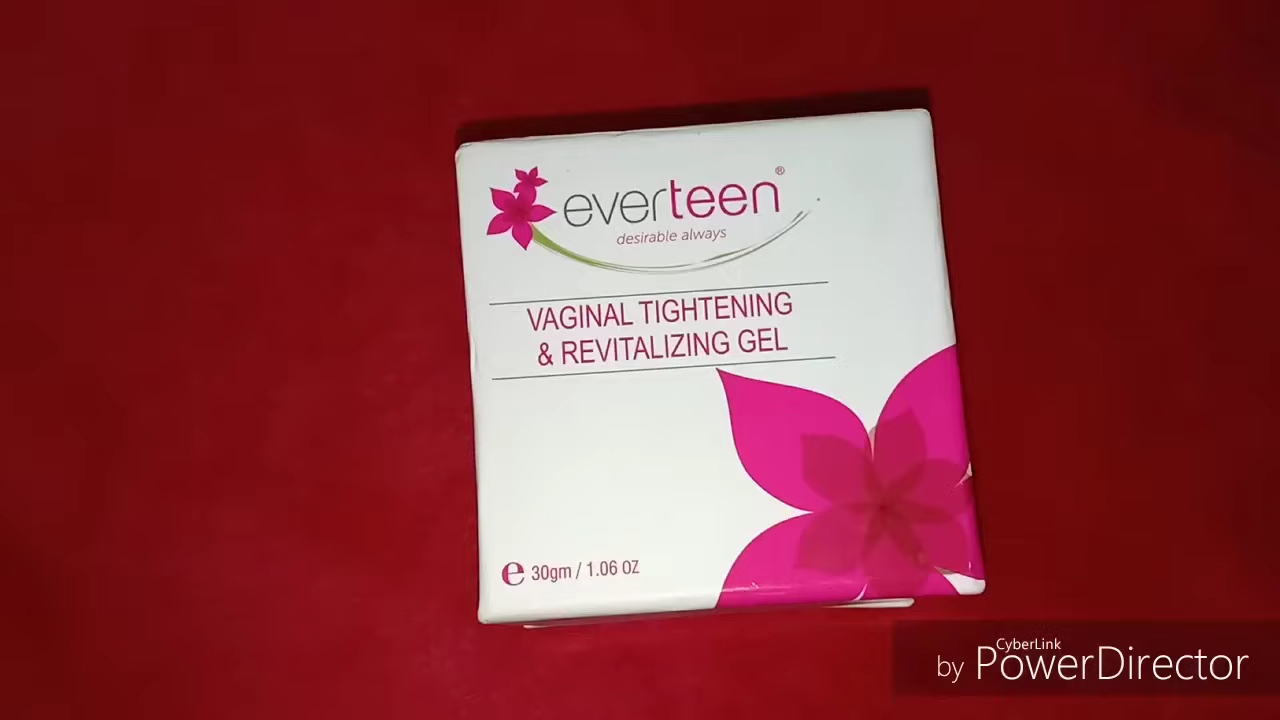 everteen®
desirable always
VAGINAL TIGHTENING
& REVITALIZING GEL
e 30gm / 1.06 OZ
CyberLink
by PowerDirector